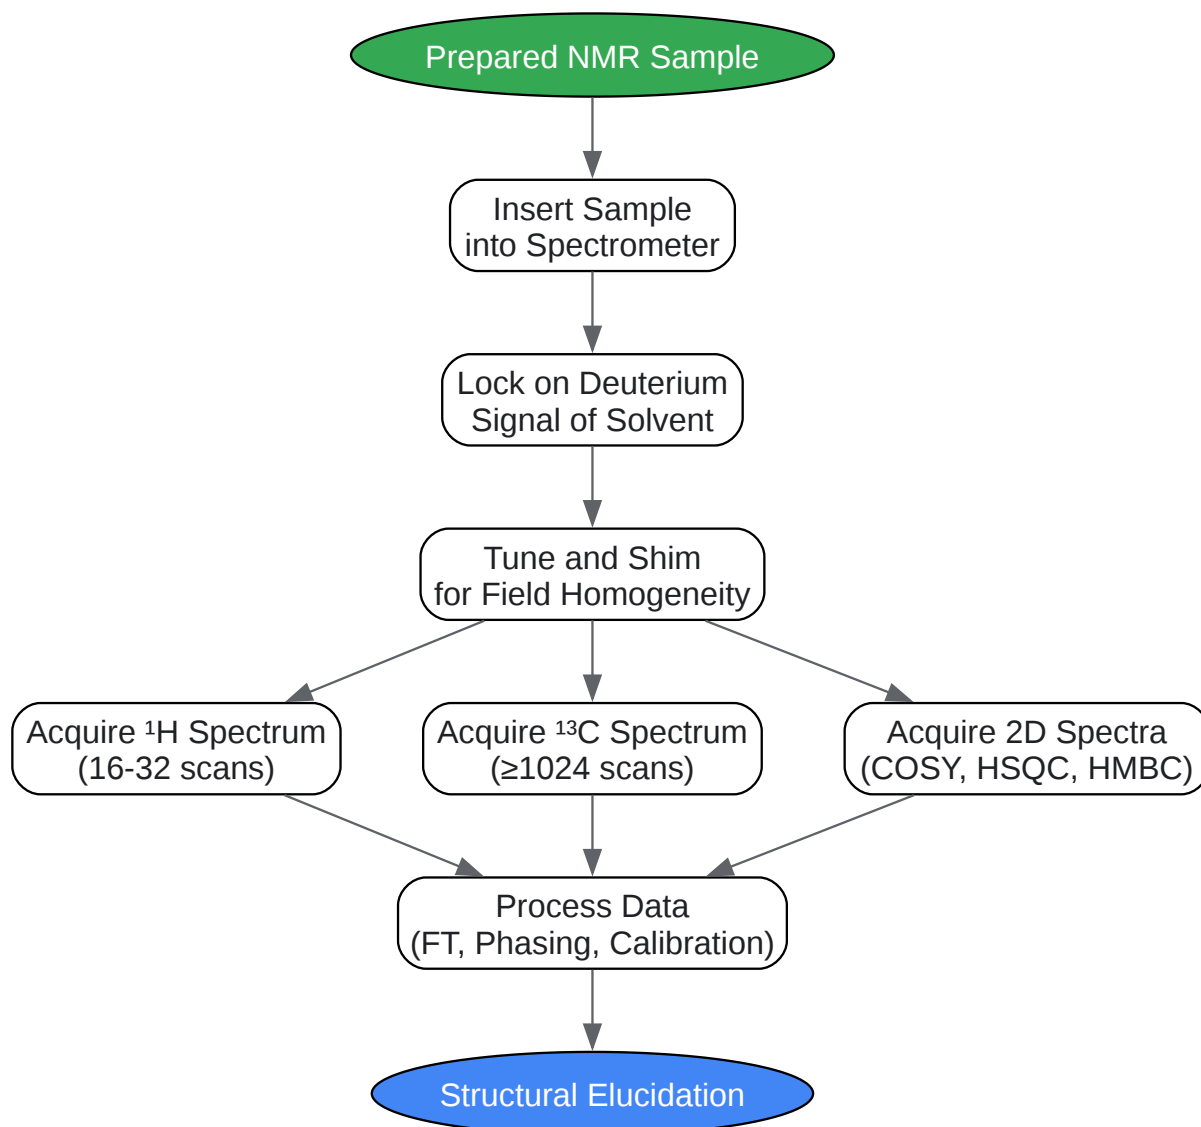 Prepared NMR Sample
Insert Sample
into Spectrometer
Lock on Deuterium
Signal of Solvent
Tune and Shim
for Field Homogeneity
Acquire ¹H Spectrum
(16-32 scans)
Acquire ¹³C Spectrum
(≥1024 scans)
Acquire 2D Spectra
(COSY, HSQC, HMBC)
Process Data
(FT, Phasing, Calibration)
Structural Elucidation